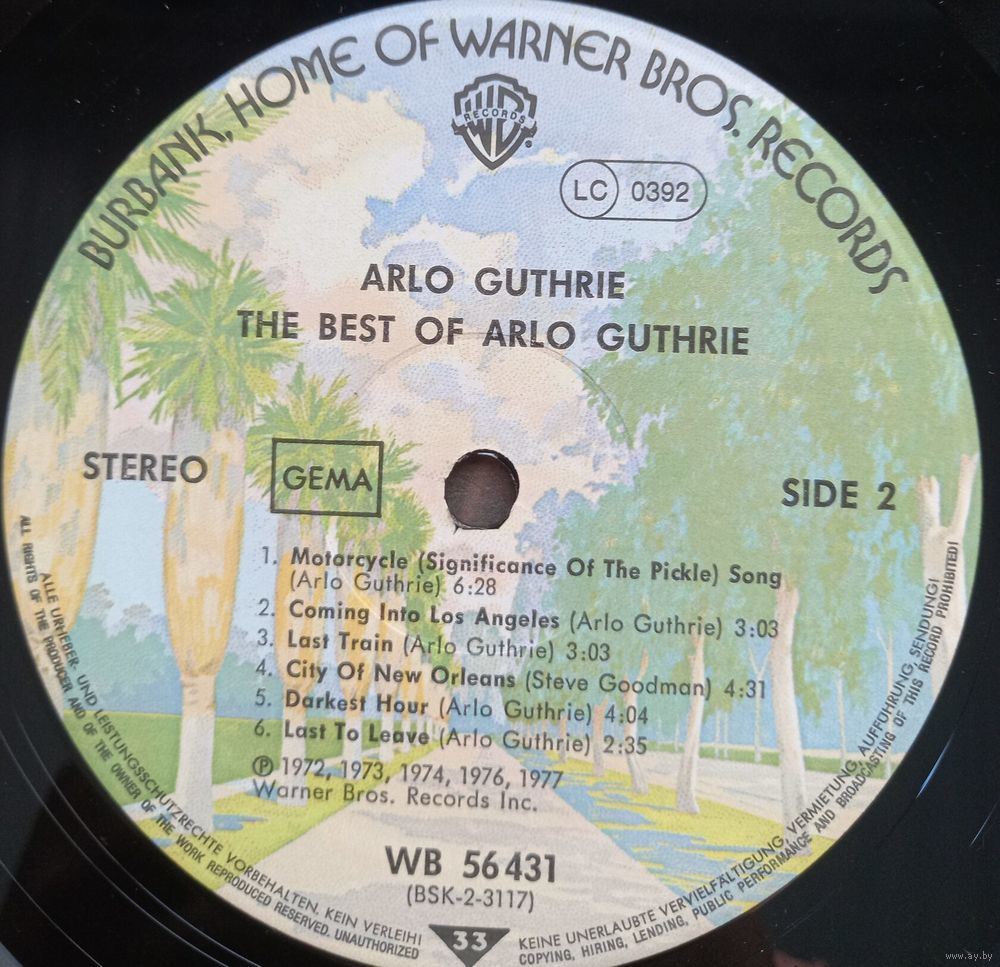 BURBANK, HOME OF WARNER BROS. RECORDS
WB
RECORDS
LC 0392
ARLO GUTHRIE
THE BEST OF ARLO GUTHRIE
STEREO
GEMA
SIDE 2
1. Motorcycle (Significance Of The Pickle) Song
(Arlo Guthrie) 6:28
2. Coming Into Los Angeles (Arlo Guthrie) 3:03
3. Last Train (Arlo Guthrie) 3:03
4. City Of New Orleans (Steve Goodman) 4:31
5. Darkest Hour (Arlo Guthrie) 4:04
6. Last To Leave (Arlo Guthrie) 2:35
Ⓟ 1972, 1973, 1974, 1976, 1977
Warner Bros. Records Inc.
WB 56 431
(BSK-2-3117)
33
ALLE URHEBER- UND LEISTUNGSSCHUTZRECHTE VORBEHALTEN. KEIN VERLEIH!
KEINE UNERLAUBTE VERVIELFÄLTIGUNG, VERMIETUNG, AUFFÜHRUNG, SENDUNG!
ALL RIGHTS OF THE PRODUCER AND OF THE OWNER OF THE WORK REPRODUCED RESERVED. UNAUTHORIZED
COPYING, HIRING, LENDING, PUBLIC PERFORMANCE AND BROADCASTING OF THIS RECORD PROHIBITED!
www.ay.by